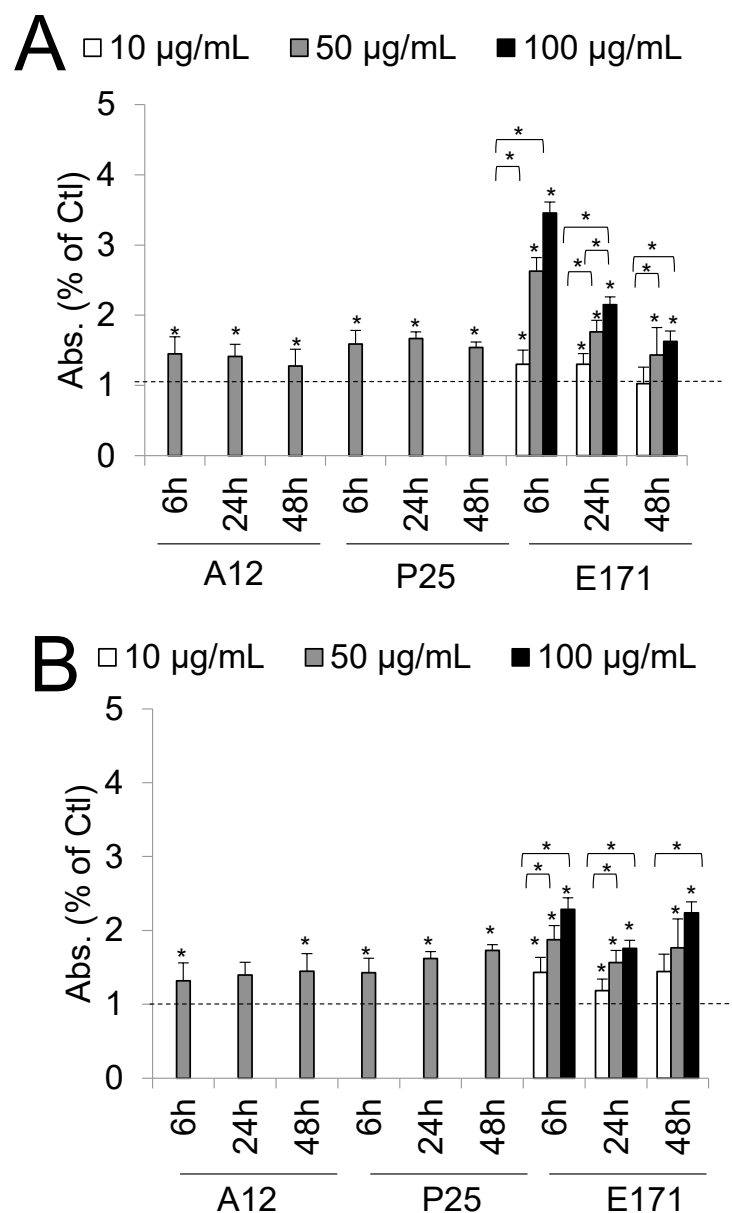 A 10 µg/mL 50 µg/mL 100 µg/mL
Abs. (% of Ctl)
5
4
3
2
1
0
* * * * * * * * * * * * * * * * * * * * * *
6h 24h 48h 6h 24h 48h 6h 24h 48h
A12 P25 E171
B 10 µg/mL 50 µg/mL 100 µg/mL
Abs. (% of Ctl)
5
4
3
2
1
0
* * * * * * * * * * * * * * * * * *
6h 24h 48h 6h 24h 48h 6h 24h 48h
A12 P25 E171